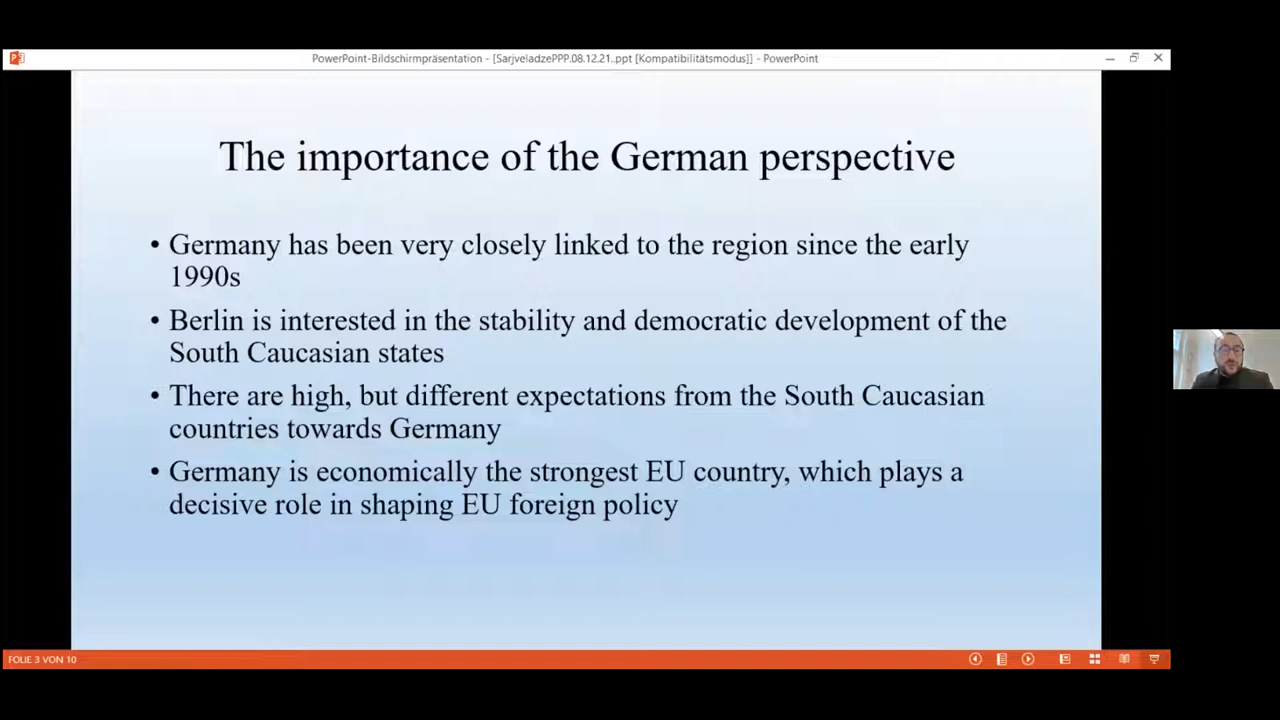 PowerPoint-Bildschirmpräsentation - [SarjveladzePPP.08.12.21..ppt [Kompatibilitätsmodus]] - PowerPoint
The importance of the German perspective
• Germany has been very closely linked to the region since the early
1990s
• Berlin is interested in the stability and democratic development of the
South Caucasian states
• There are high, but different expectations from the South Caucasian
countries towards Germany
• Germany is economically the strongest EU country, which plays a
decisive role in shaping EU foreign policy
FOLIE 3 VON 10